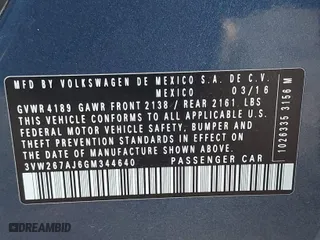 MFD BY VOLKSWAGEN DE MEXICO S.A. DE C.V.
MEXICO 03/16
GVWR 4189 GAWR FRONT 2138 / REAR 2161 LBS
THIS VEHICLE CONFORMS TO ALL APPLICABLE
FEDERAL MOTOR VEHICLE SAFETY, BUMPER AND
THEFT PREVENTION STANDARDS IN EFFECT ON THE
DATE OF MANUFACTURE SHOWN ABOVE
3VW267AJ6GM344640 PASSENGER CAR
1026335 3156 M
DREAMBID